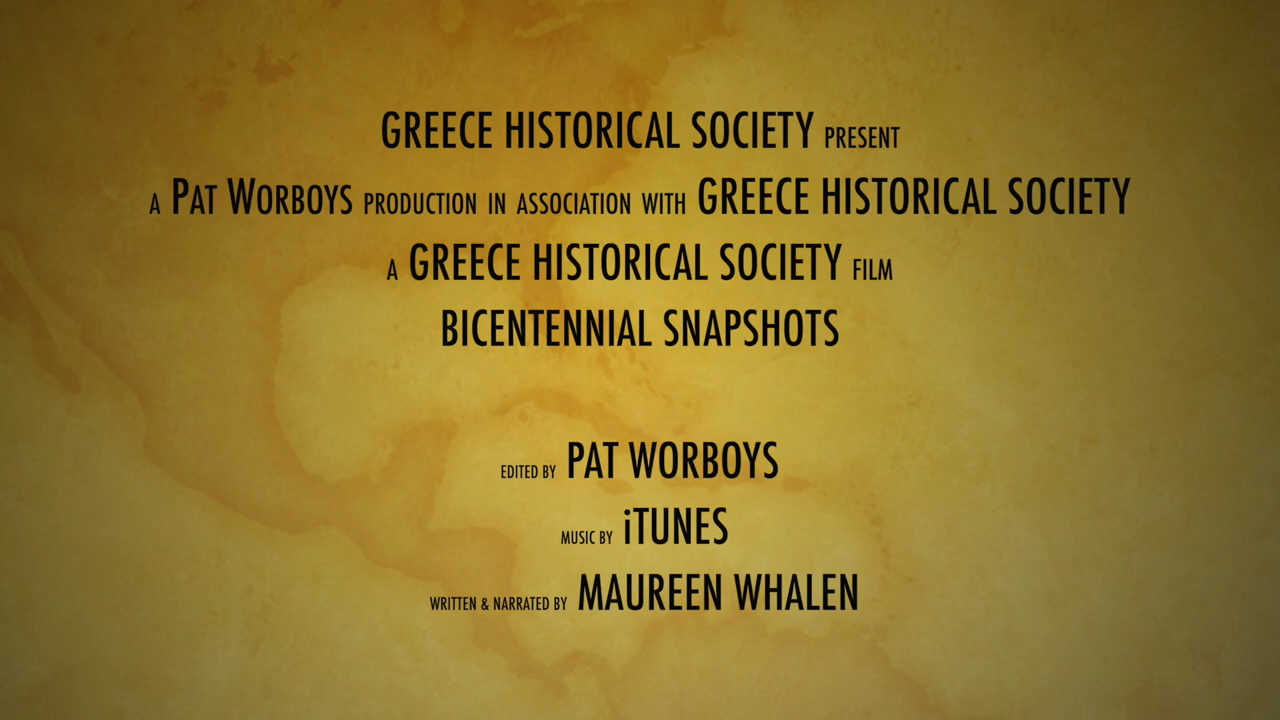 GREECE HISTORICAL SOCIETY PRESENT
A PAT WORBOYS PRODUCTION IN ASSOCIATION WITH GREECE HISTORICAL SOCIETY
A GREECE HISTORICAL SOCIETY FILM
BICENTENNIAL SNAPSHOTS
EDITED BY PAT WORBOYS
MUSIC BY iTUNES
WRITTEN & NARRATED BY MAUREEN WHALEN